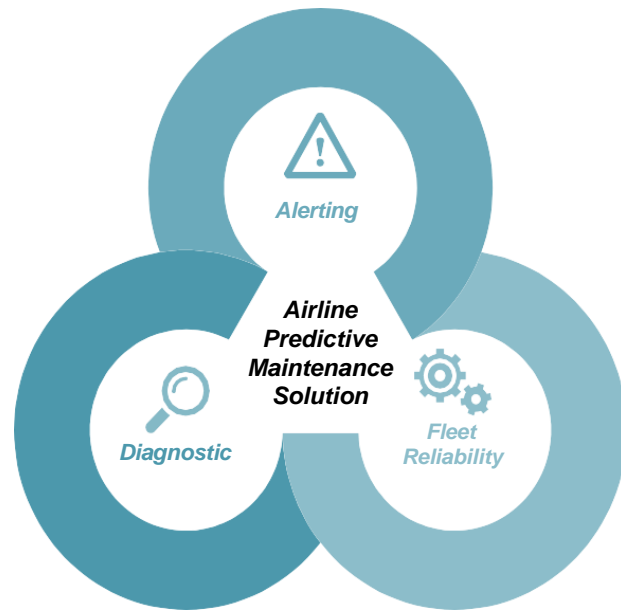 Alerting
Airline
Predictive
Maintenance
Solution
Diagnostic
Fleet
Reliability